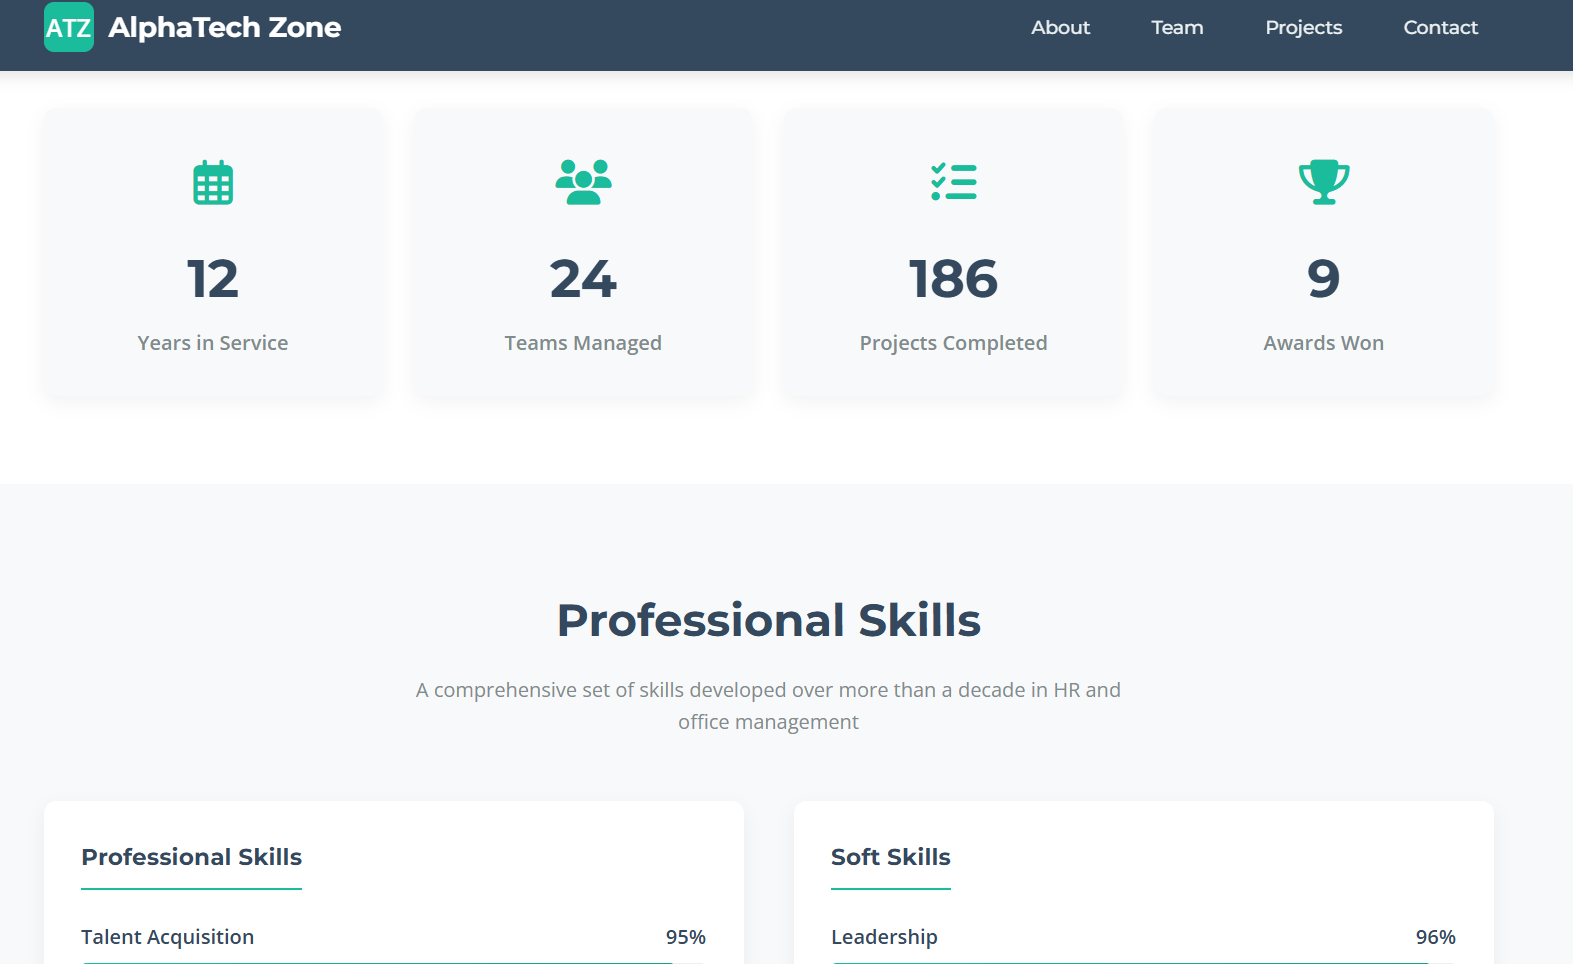 ATZ AlphaTech Zone
About Team Projects Contact
12
Years in Service
24
Teams Managed
186
Projects Completed
9
Awards Won
Professional Skills
A comprehensive set of skills developed over more than a decade in HR and
office management
Professional Skills
Talent Acquisition 95%
Soft Skills
Leadership 96%